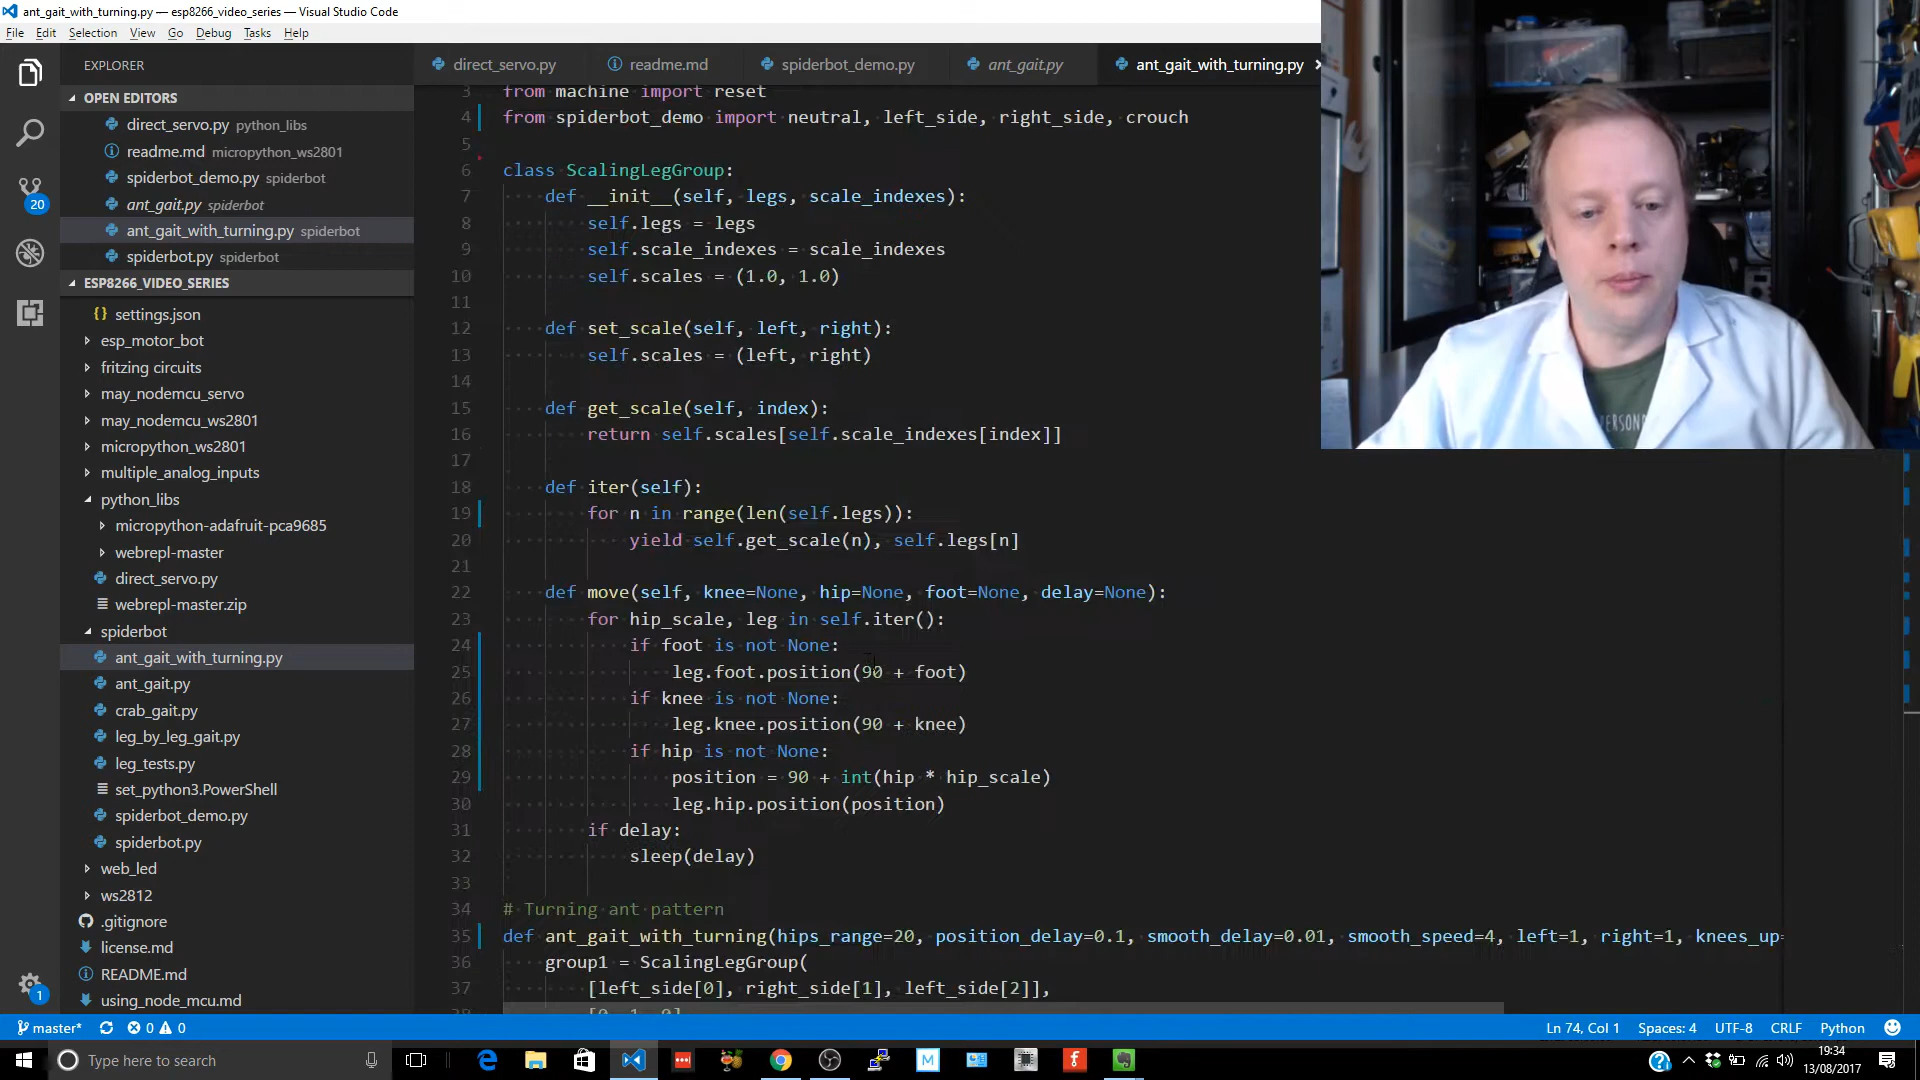 ant_gait_with_turning.py — esp8266_video_series — Visual Studio Code
File Edit Selection View Go Debug Tasks Help
EXPLORER
OPEN EDITORS
direct_servo.py python_libs
readme.md micropython_ws2801
spiderbot_demo.py spiderbot
ant_gait.py spiderbot
ant_gait_with_turning.py spiderbot
spiderbot.py spiderbot
ESP8266_VIDEO_SERIES
settings.json
esp_motor_bot
fritzing circuits
may_nodemcu_servo
may_nodemcu_ws2801
micropython_ws2801
multiple_analog_inputs
python_libs
micropython-adafruit-pca9685
webrepl-master
direct_servo.py
webrepl-master.zip
spiderbot
ant_gait_with_turning.py
ant_gait.py
crab_gait.py
leg_by_leg_gait.py
leg_tests.py
set_python3.PowerShell
spiderbot_demo.py
spiderbot.py
web_led
ws2812
.gitignore
license.md
README.md
using_node_mcu.md
20
1
direct_servo.py readme.md spiderbot_demo.py ant_gait.py ant_gait_with_turning.py
3 from machine import reset
4 from spiderbot_demo import neutral, left_side, right_side, crouch
5
6 class ScalingLegGroup:
7 def __init__(self, legs, scale_indexes):
8 self.legs = legs
9 self.scale_indexes = scale_indexes
10 self.scales = (1.0, 1.0)
11
12 def set_scale(self, left, right):
13 self.scales = (left, right)
14
15 def get_scale(self, index):
16 return self.scales[self.scale_indexes[index]]
17
18 def iter(self):
19 for n in range(len(self.legs)):
20 yield self.get_scale(n), self.legs[n]
21
22 def move(self, knee=None, hip=None, foot=None, delay=None):
23 for hip_scale, leg in self.iter():
24 if foot is not None:
25 leg.foot.position(90 + foot)
26 if knee is not None:
27 leg.knee.position(90 + knee)
28 if hip is not None:
29 position = 90 + int(hip * hip_scale)
30 leg.hip.position(position)
31 if delay:
32 sleep(delay)
33
34 # Turning ant pattern
35 def ant_gait_with_turning(hips_range=20, position_delay=0.1, smooth_delay=0.01, smooth_speed=4, left=1, right=1, knees_up=
36 group1 = ScalingLegGroup(
37 [left_side[0], right_side[1], left_side[2]],
PERSON
master* 0 0 Ln 74, Col 1 Spaces: 4 UTF-8 CRLF Python
Type here to search
19:34
13/08/2017